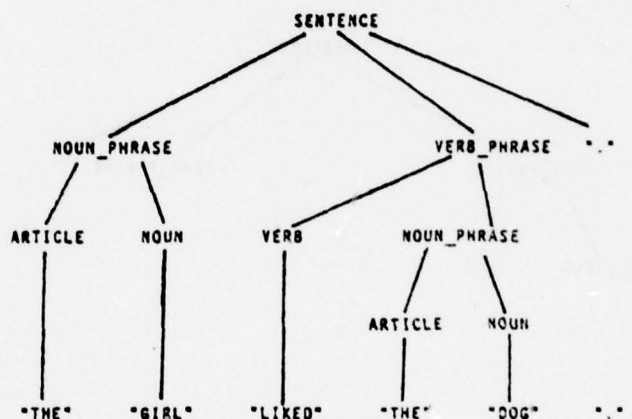 SENTENCE
NOUN_PHRASE VERB_PHRASE "."
ARTICLE NOUN VERB NOUN_PHRASE
ARTICLE NOUN
"THE" "GIRL" "LIKED" "THE" "DOG" "."